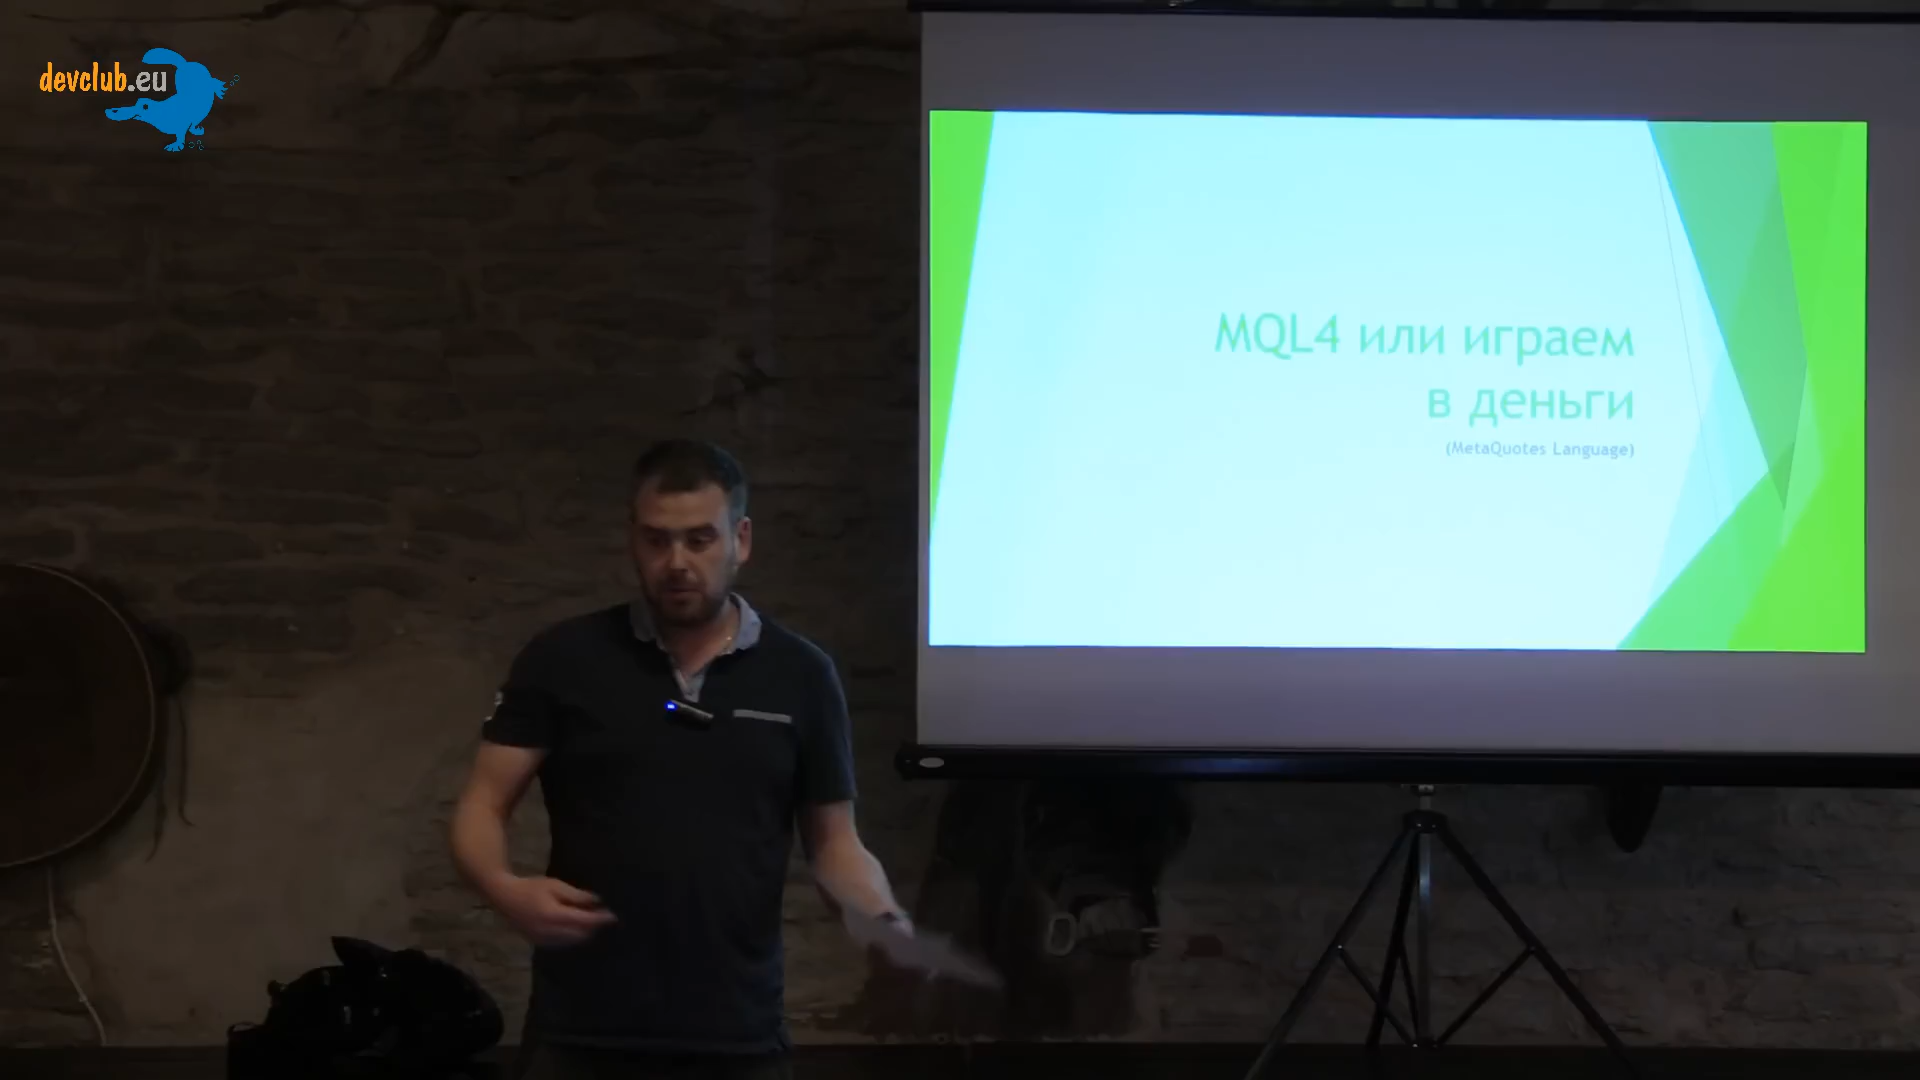 devclub.eu
MQL4 или играем
в деньги
(MetaQuotes Language)